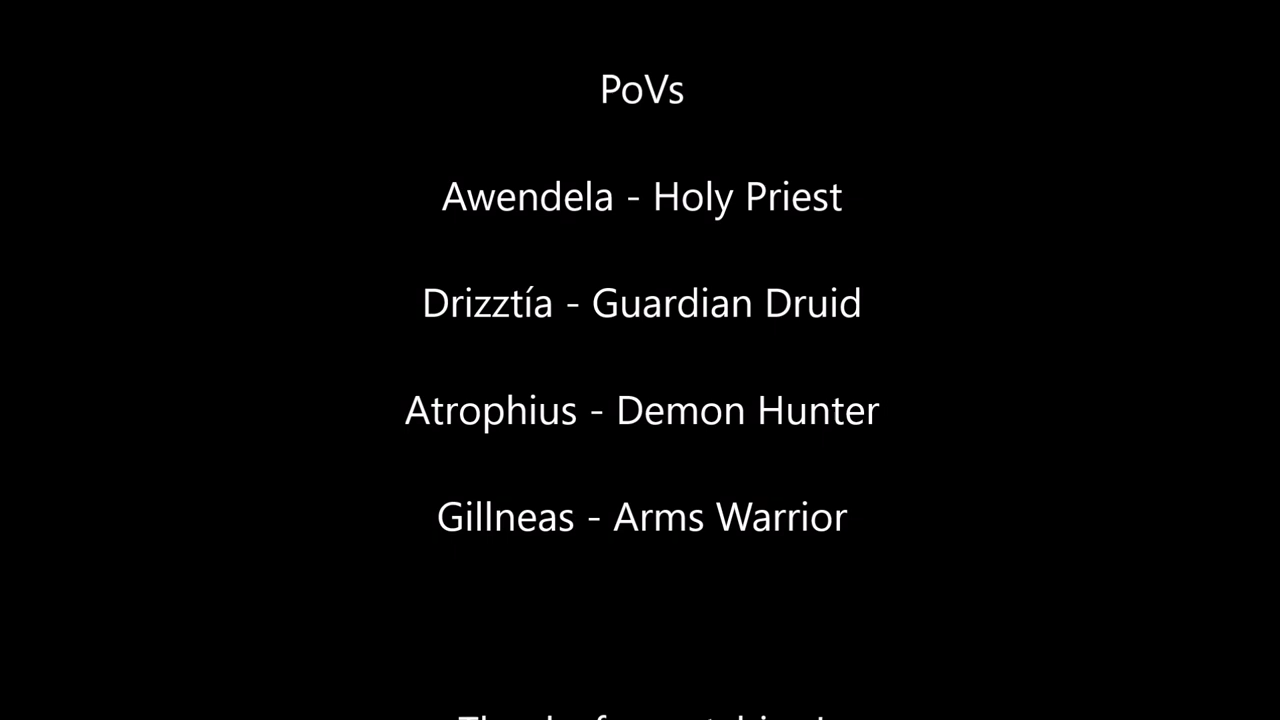 PoVs
Awendela - Holy Priest
Drizztía - Guardian Druid
Atrophius - Demon Hunter
Gillneas - Arms Warrior